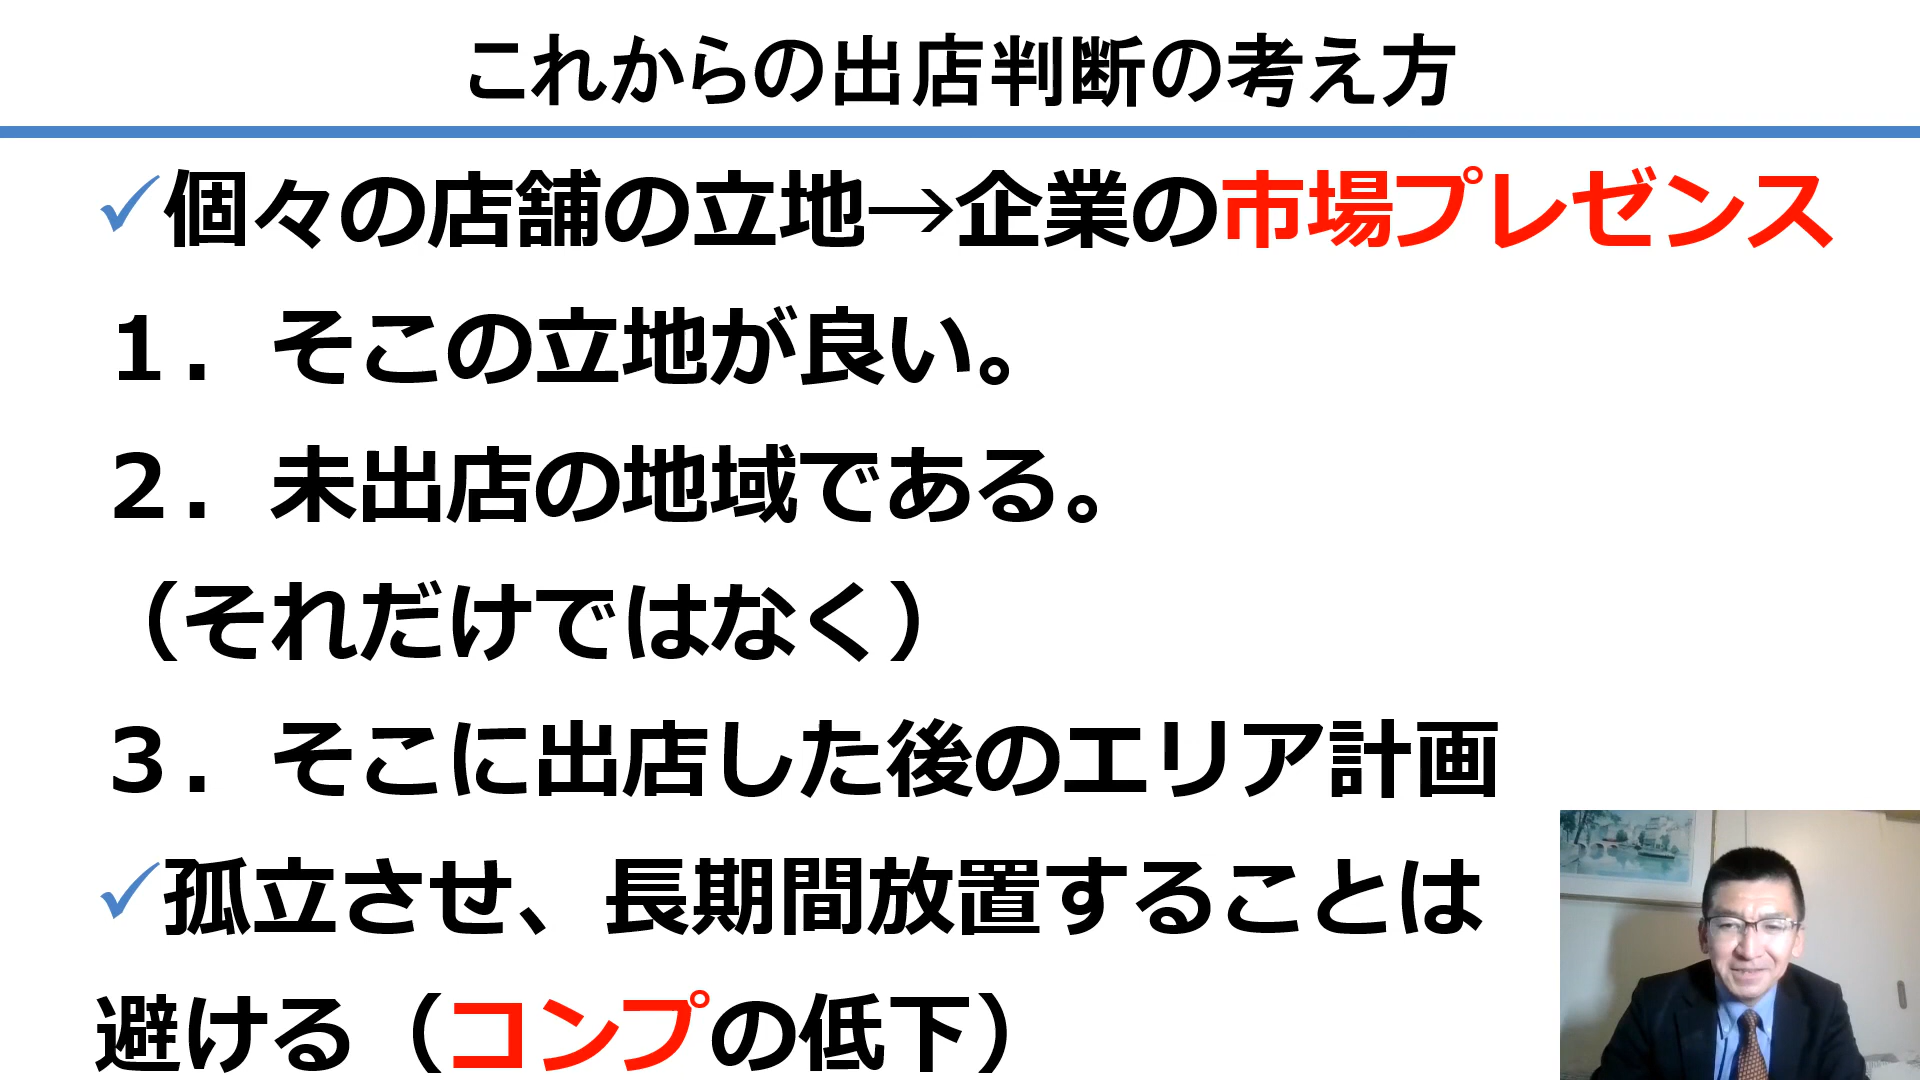 これからの出店判断の考え方
✓個々の店舗の立地→企業の市場プレゼンス
１．そこの立地が良い。
２．未出店の地域である。
（それだけではなく）
３．そこに出店した後のエリア計画
✓孤立させ、長期間放置することは
避ける（コンプの低下）